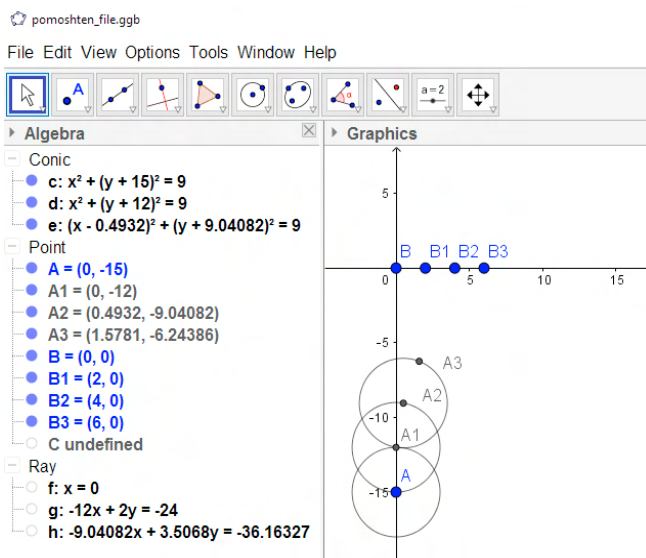 pomoshten_file.ggb
File Edit View Options Tools Window Help
A
α
a=2
Algebra
Graphics
Conic
c: x² + (y + 15)² = 9
d: x² + (y + 12)² = 9
e: (x - 0.4932)² + (y + 9.04082)² = 9
Point
A = (0, -15)
A1 = (0, -12)
A2 = (0.4932, -9.04082)
A3 = (1.5781, -6.24386)
B = (0, 0)
B1 = (2, 0)
B2 = (4, 0)
B3 = (6, 0)
C undefined
Ray
f: x = 0
g: -12x + 2y = -24
h: -9.04082x + 3.5068y = -36.16327
5
B B1 B2 B3
0 5 10 15
-5
A3
A2
-10
A1
A
-15